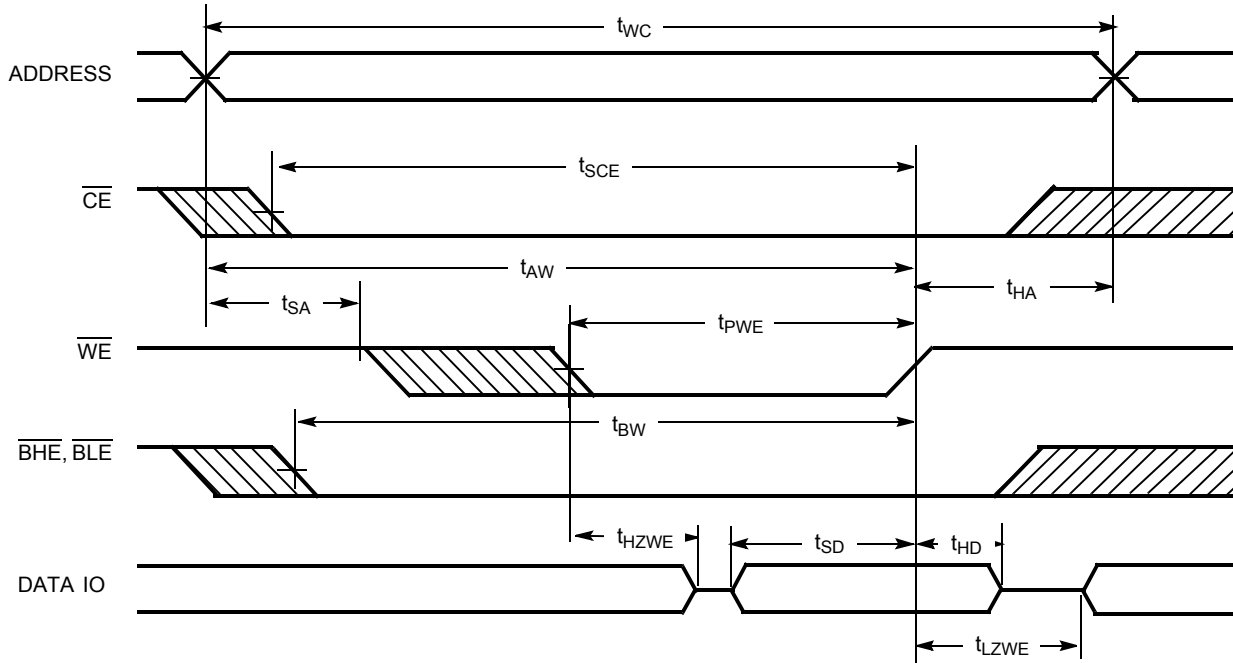 tWC
ADDRESS
tSCE
CE
tAW
tSA
tHA
tPWE
WE
tBW
BHE, BLE
tHZWE
tSD
tHD
DATA IO
tLZWE